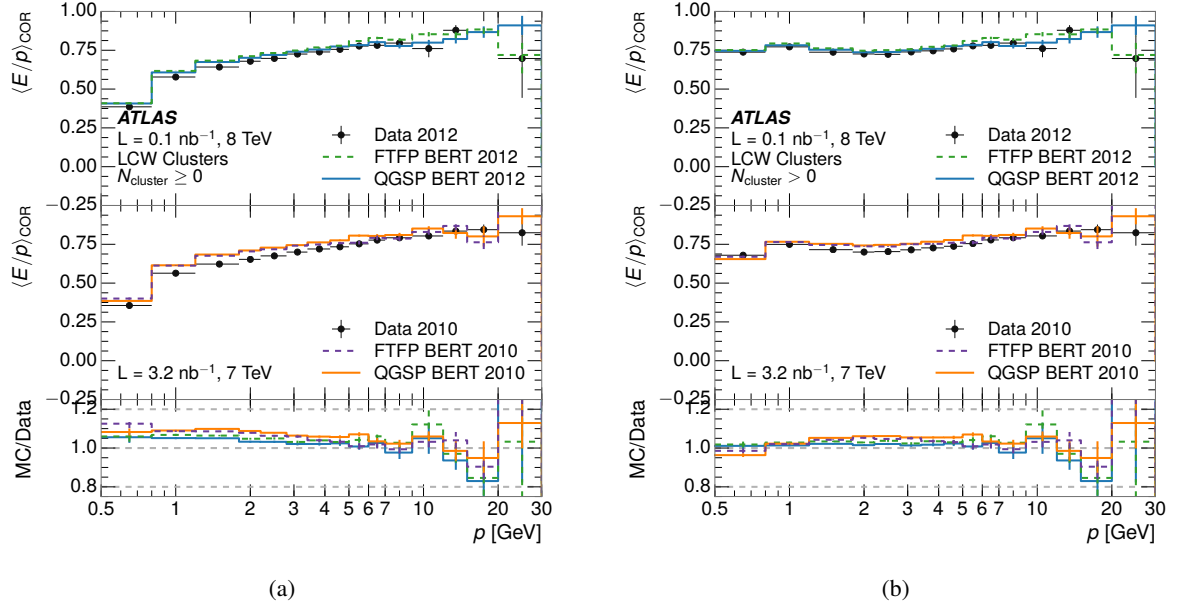 1.00
0.75
0.50
0.25
0.00
−0.25
⟨E/p⟩COR
ATLAS
L = 0.1 nb⁻¹, 8 TeV
LCW Clusters
Ncluster ≥ 0
Data 2012
FTFP BERT 2012
QGSP BERT 2012
0.75
0.50
0.25
0.00
−0.25
⟨E/p⟩COR
L = 3.2 nb⁻¹, 7 TeV
Data 2010
FTFP BERT 2010
QGSP BERT 2010
1.2
1.0
0.8
MC/Data
0.5 1 2 3 4 5 6 7 10 20 30
p [GeV]
(a)
1.00
0.75
0.50
0.25
0.00
−0.25
⟨E/p⟩COR
ATLAS
L = 0.1 nb⁻¹, 8 TeV
LCW Clusters
Ncluster > 0
Data 2012
FTFP BERT 2012
QGSP BERT 2012
0.75
0.50
0.25
0.00
−0.25
⟨E/p⟩COR
L = 3.2 nb⁻¹, 7 TeV
Data 2010
FTFP BERT 2010
QGSP BERT 2010
1.2
1.0
0.8
MC/Data
0.5 1 2 3 4 5 6 7 10 20 30
p [GeV]
(b)